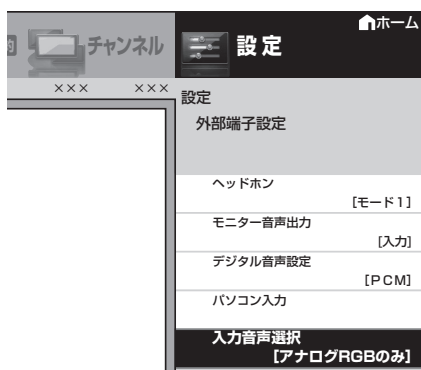 ホーム
チャンネル
設定
××× ×××
設定
外部端子設定
ヘッドホン
[モード1]
モニター音声出力
[入力]
デジタル音声設定
[PCM]
パソコン入力
入力音声選択
[アナログRGBのみ]